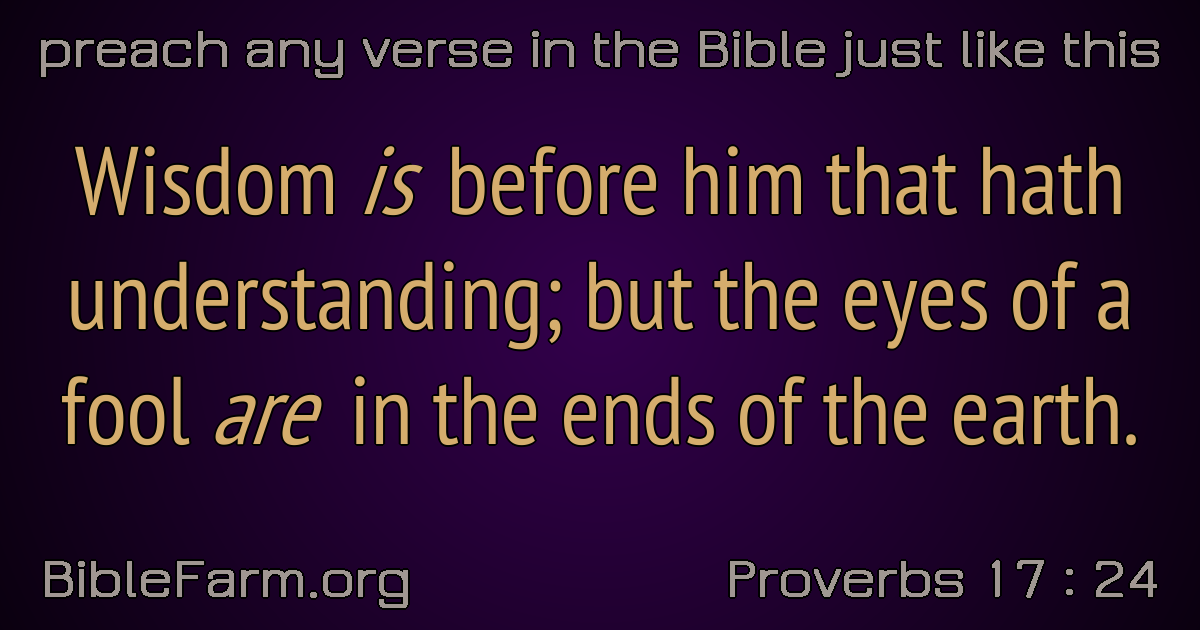 preach any verse in the Bible just like this
Wisdom is before him that hath
understanding; but the eyes of a
fool are in the ends of the earth.
BibleFarm.org
Proverbs 17 : 24